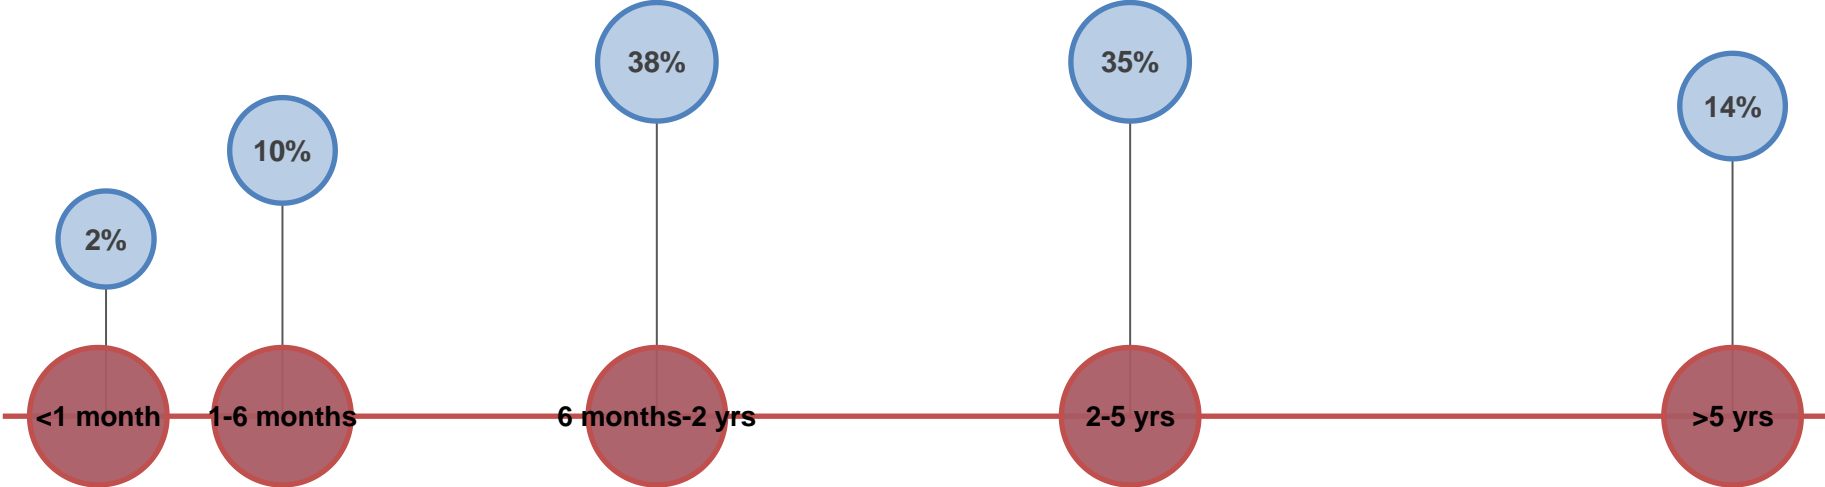 38%
35%
14%
10%
2%
<1 month
1-6 months
6 months-2 yrs
2-5 yrs
>5 yrs